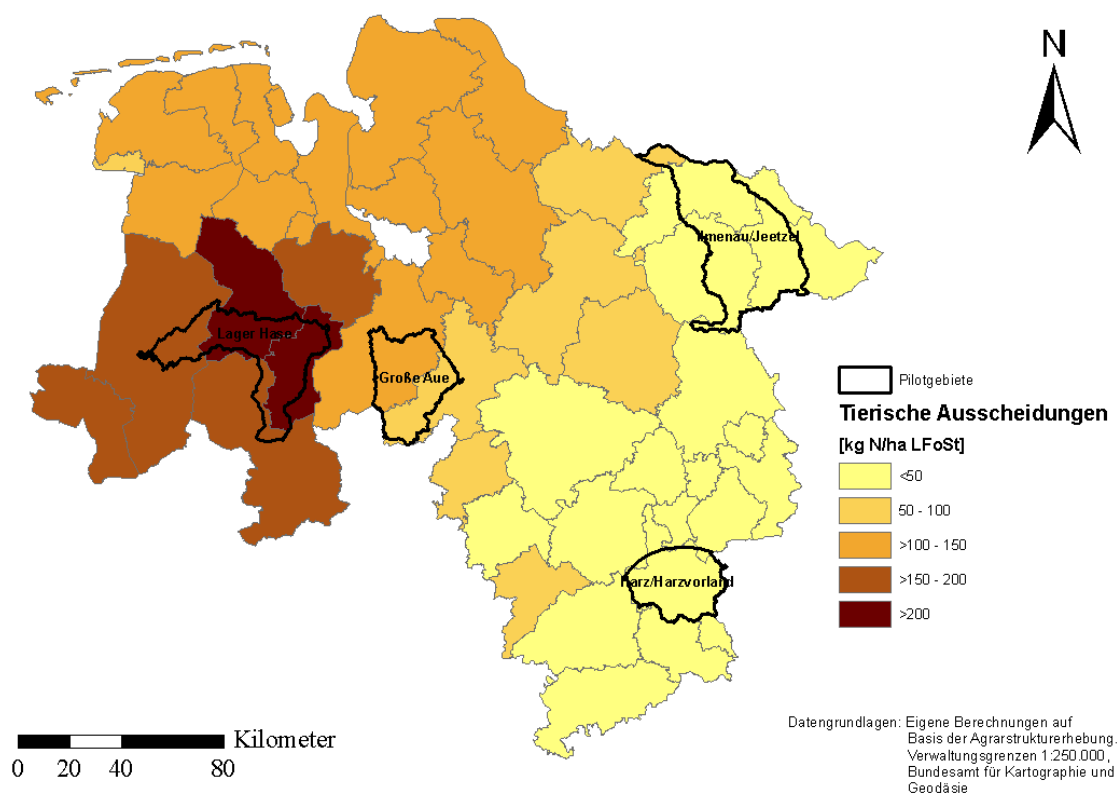 N
Ilmenau/Jeetzel
Lager Hase
Große Aue
Harz/Harzvorland
Pilotgebiete
Tierische Ausscheidungen
[kg N/ha LFoSt]
<50
50 - 100
>100 - 150
>150 - 200
>200
Kilometer
0 20 40 80
Datengrundlagen: Eigene Berechnungen auf
Basis der Agrarstrukturerhebung.
Verwaltungsgrenzen 1:250.000,
Bundesamt für Kartographie und
Geodäsie